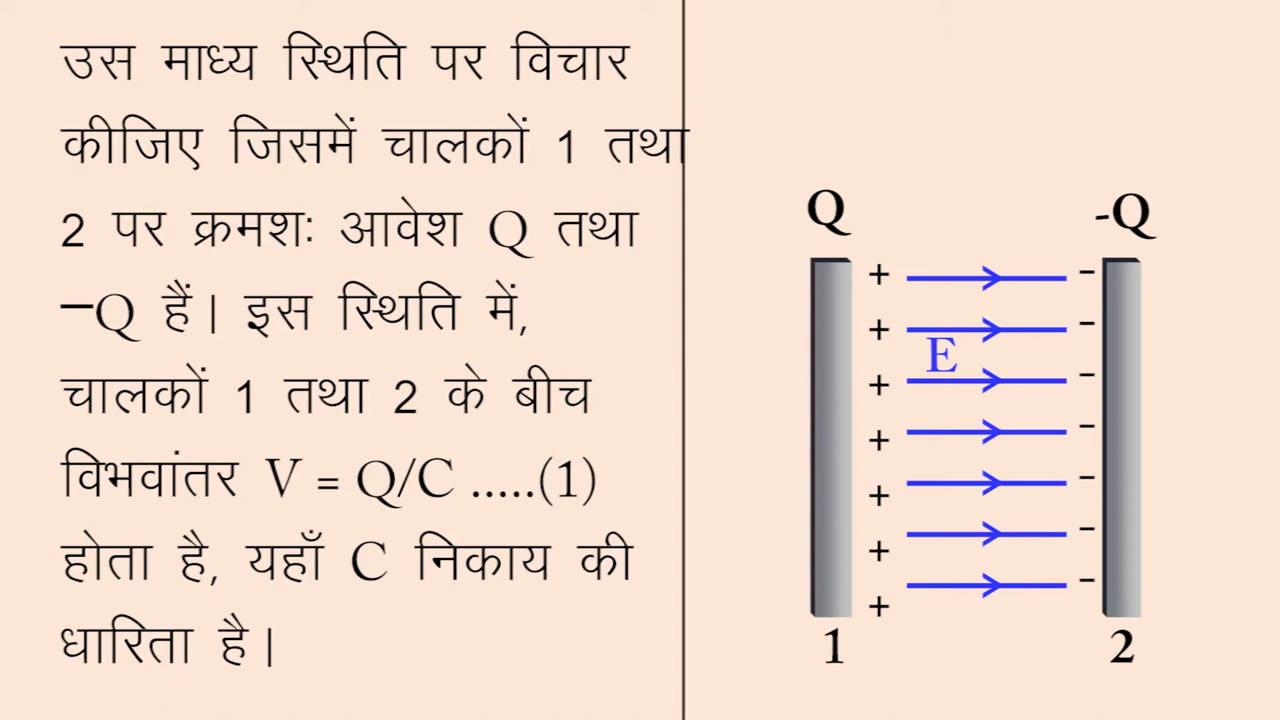 उस माध्य स्थिति पर विचार
कीजिए जिसमें चालकों 1 तथा
2 पर क्रमशः आवेश Q तथा
–Q हैं। इस स्थिति में,
चालकों 1 तथा 2 के बीच
विभवांतर V = Q/C .....(1)
होता है, यहाँ C निकाय की
धारिता है।
Q -Q
+ -
+ -
E
+ -
+ -
+ -
+ -
+ -
1 2